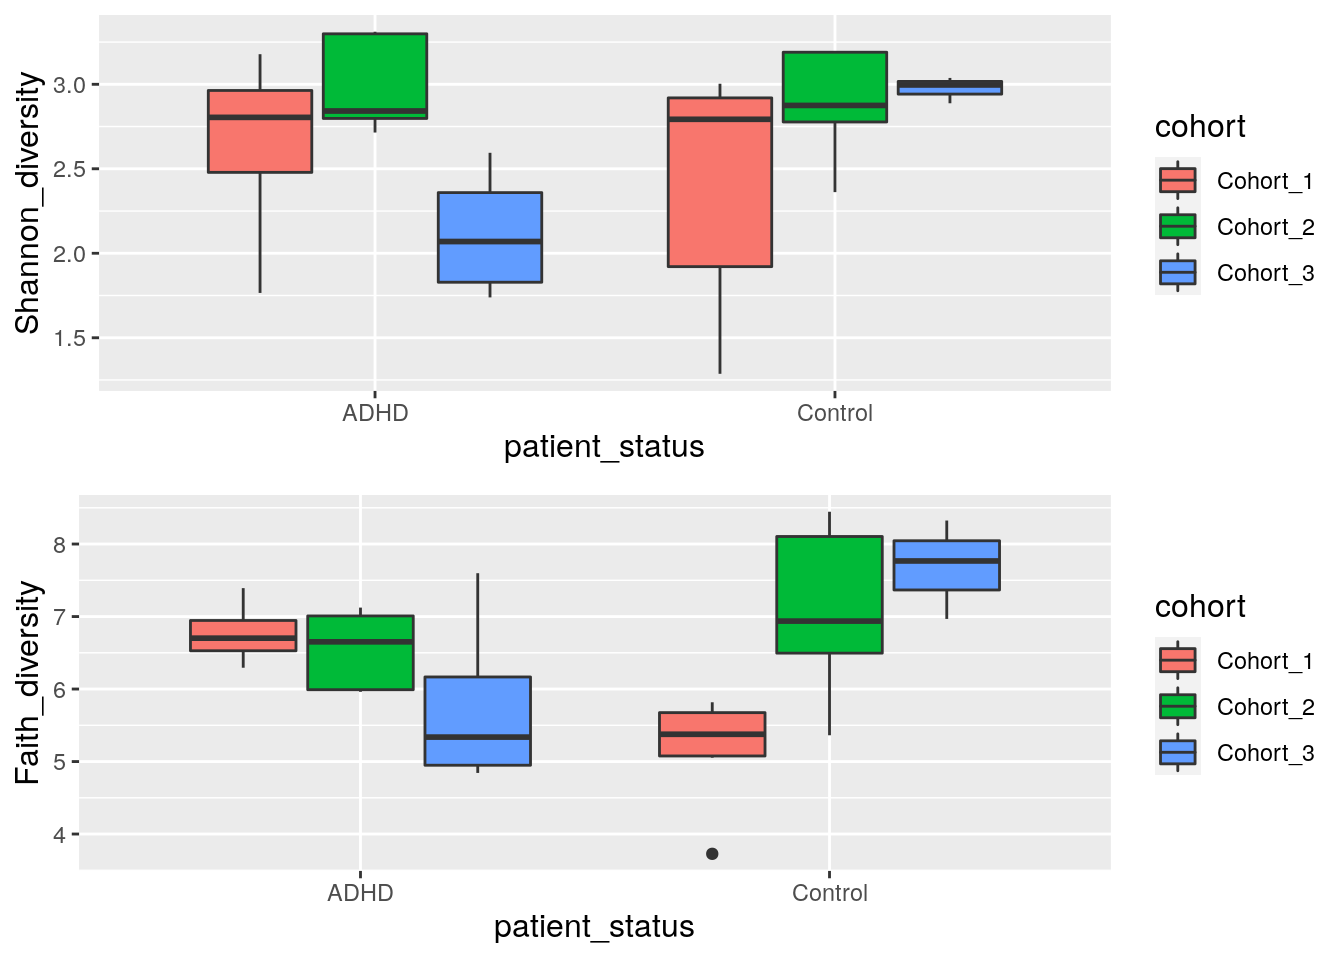 Shannon_diversity
3.0
2.5
2.0
1.5
ADHD
Control
patient_status
cohort
Cohort_1
Cohort_2
Cohort_3
Faith_diversity
8
7
6
5
4
ADHD
Control
patient_status
cohort
Cohort_1
Cohort_2
Cohort_3